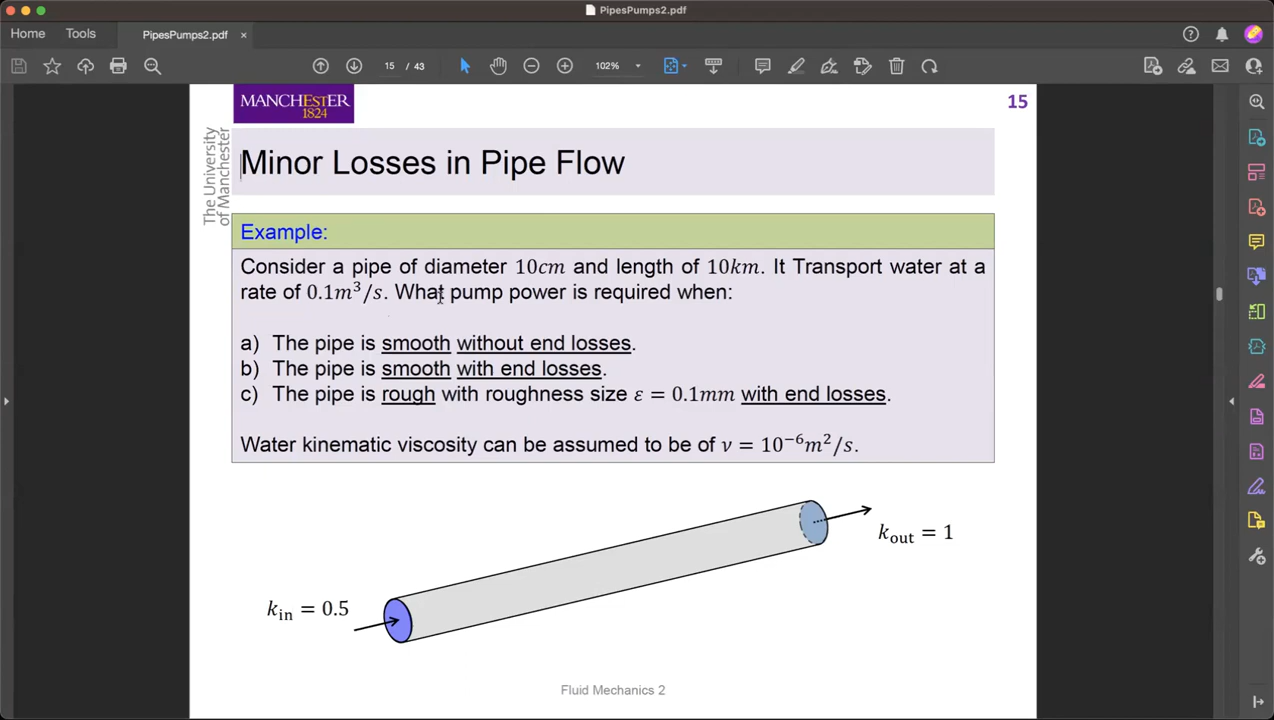 PipesPumps2.pdf
Home
Tools
PipesPumps2.pdf ×
15 / 43
102%
MANCHESTER
1824
The University
of Manchester
15
Minor Losses in Pipe Flow
Example:
Consider a pipe of diameter 10cm and length of 10km. It Transport water at a
rate of 0.1m³/s. What pump power is required when:
a) The pipe is smooth without end losses.
b) The pipe is smooth with end losses.
c) The pipe is rough with roughness size ε = 0.1mm with end losses.
Water kinematic viscosity can be assumed to be of ν = 10⁻⁶m²/s.
k_out = 1
k_in = 0.5
Fluid Mechanics 2